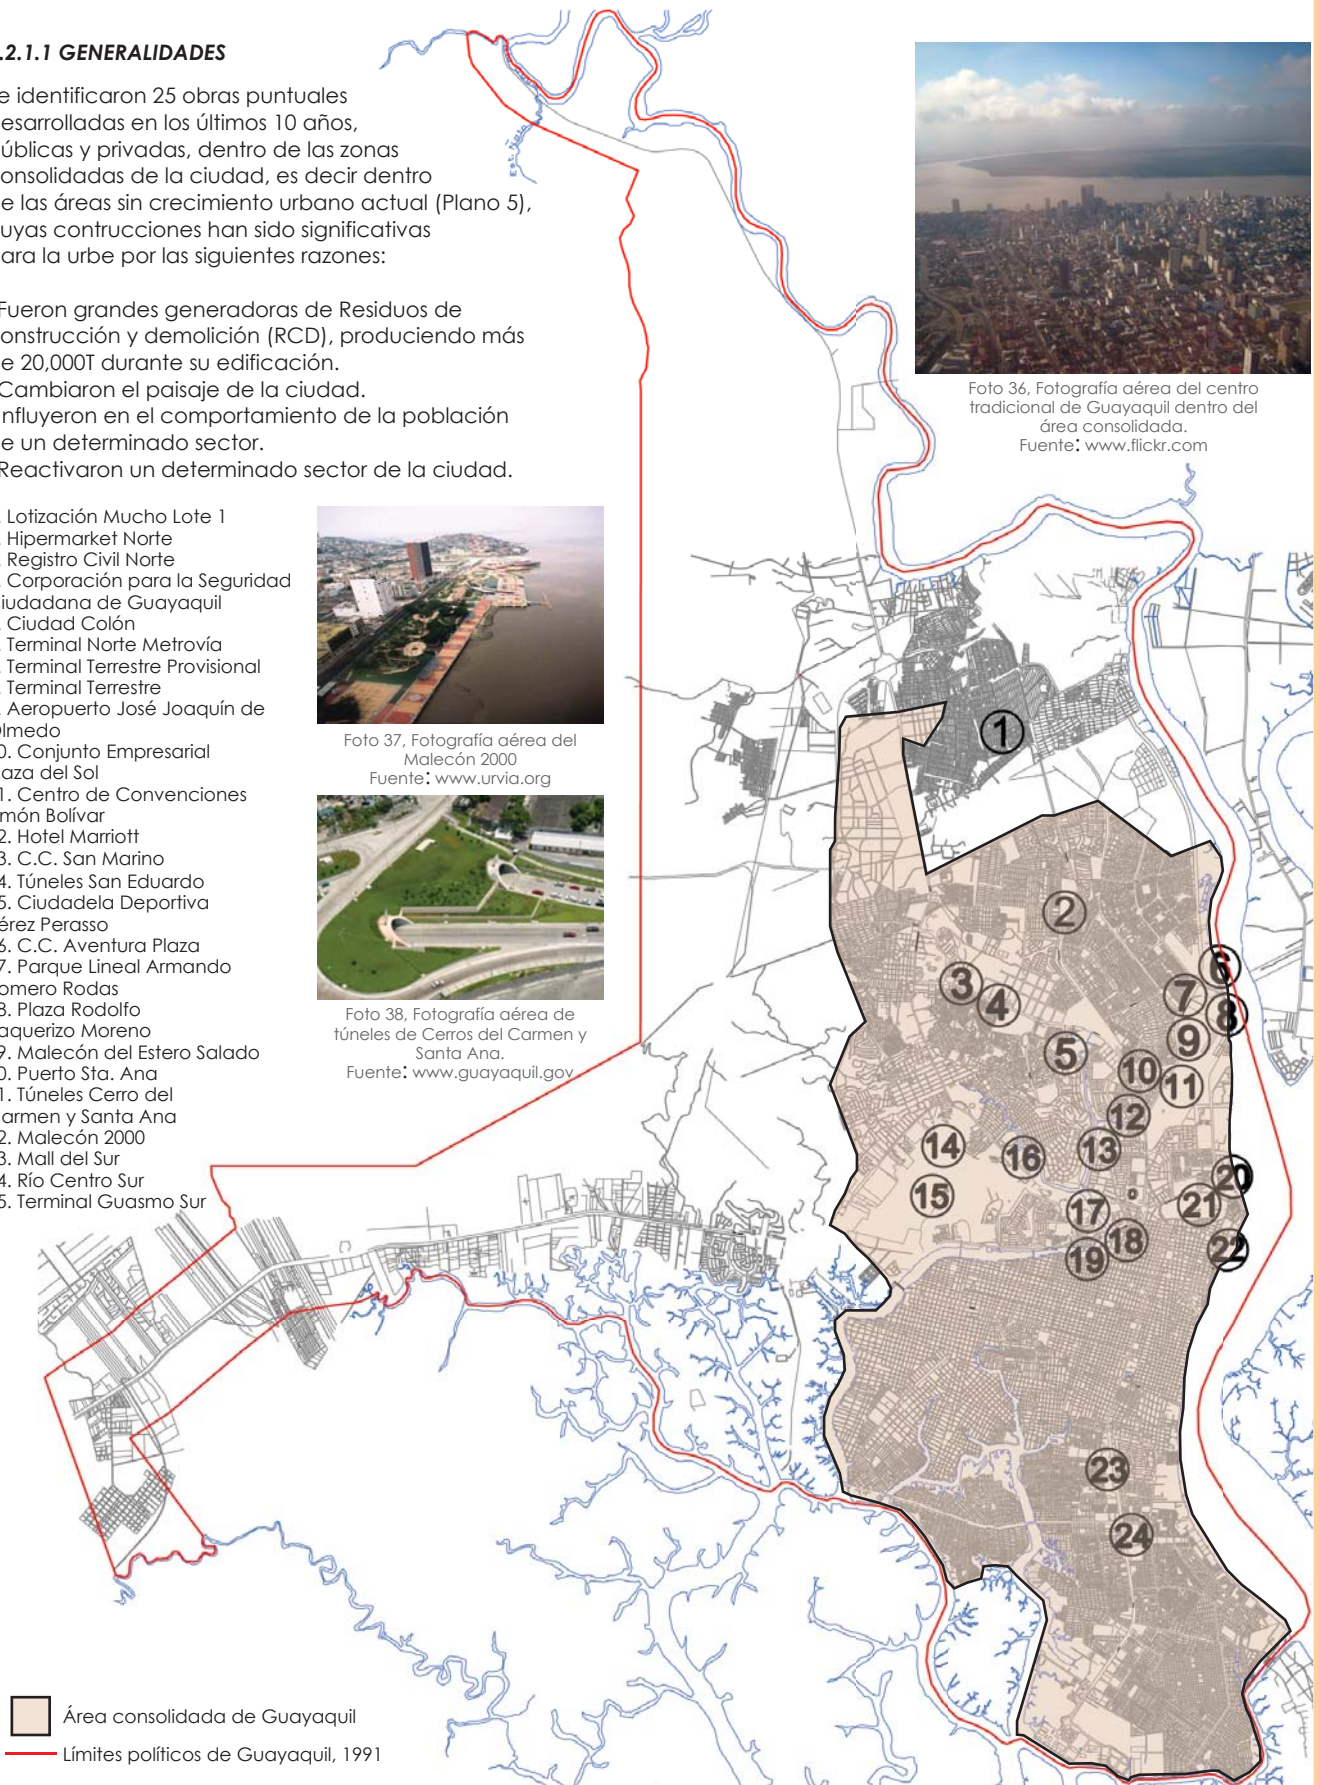 .2.1.1 GENERALIDADES
e identificaron 25 obras puntuales
esarrolladas en los últimos 10 años,
úblicas y privadas, dentro de las zonas
onsolidadas de la ciudad, es decir dentro
e las áreas sin crecimiento urbano actual (Plano 5),
uyas contrucciones han sido significativas
ara la urbe por las siguientes razones:
Fueron grandes generadoras de Residuos de
onstrucción y demolición (RCD), produciendo más
e 20,000T durante su edificación.
Cambiaron el paisaje de la ciudad.
nfluyeron en el comportamiento de la población
e un determinado sector.
Reactivaron un determinado sector de la ciudad.
. Lotización Mucho Lote 1
. Hipermarket Norte
. Registro Civil Norte
. Corporación para la Seguridad
iudadana de Guayaquil
. Ciudad Colón
. Terminal Norte Metrovía
. Terminal Terrestre Provisional
. Terminal Terrestre
. Aeropuerto José Joaquín de
Olmedo
0. Conjunto Empresarial
laza del Sol
1. Centro de Convenciones
imón Bolívar
2. Hotel Marriott
3. C.C. San Marino
4. Túneles San Eduardo
5. Ciudadela Deportiva
érez Perasso
6. C.C. Aventura Plaza
7. Parque Lineal Armando
omero Rodas
8. Plaza Rodolfo
aquerizo Moreno
9. Malecón del Estero Salado
0. Puerto Sta. Ana
1. Túneles Cerro del
armen y Santa Ana
2. Malecón 2000
3. Mall del Sur
4. Río Centro Sur
5. Terminal Guasmo Sur
Foto 36, Fotografía aérea del centro
tradicional de Guayaquil dentro del
área consolidada.
Fuente: www.flickr.com
Foto 37, Fotografía aérea del
Malecón 2000
Fuente: www.urvia.org
Foto 38, Fotografía aérea de
túneles de Cerros del Carmen y
Santa Ana.
Fuente: www.guayaquil.gov
1
2
3
4
5
6
7
8
9
10
11
12
13
14
15
16
17
18
19
20
21
22
23
24
Área consolidada de Guayaquil
Límites políticos de Guayaquil, 1991